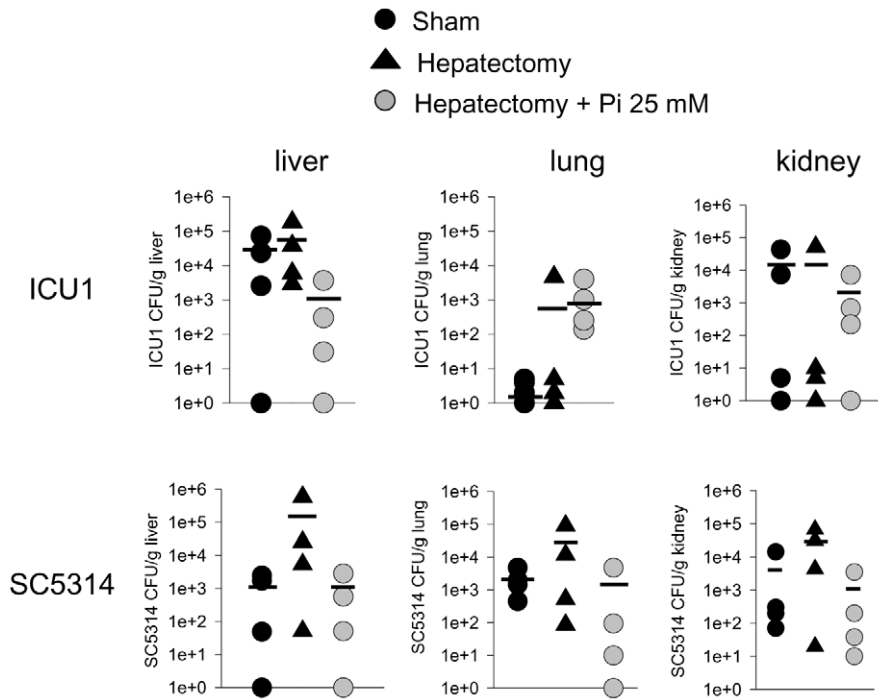 Sham
Hepatectomy
Hepatectomy + Pi 25 mM
liver
lung
kidney
ICU1
ICU1 CFU/g liver
1e+6
1e+5
1e+4
1e+3
1e+2
1e+1
1e+0
ICU1 CFU/g lung
1e+6
1e+5
1e+4
1e+3
1e+2
1e+1
1e+0
ICU1 CFU/g kidney
1e+6
1e+5
1e+4
1e+3
1e+2
1e+1
1e+0
SC5314
SC5314 CFU/g liver
1e+6
1e+5
1e+4
1e+3
1e+2
1e+1
1e+0
SC5314 CFU/g lung
1e+6
1e+5
1e+4
1e+3
1e+2
1e+1
1e+0
SC5314 CFU/g kidney
1e+6
1e+5
1e+4
1e+3
1e+2
1e+1
1e+0